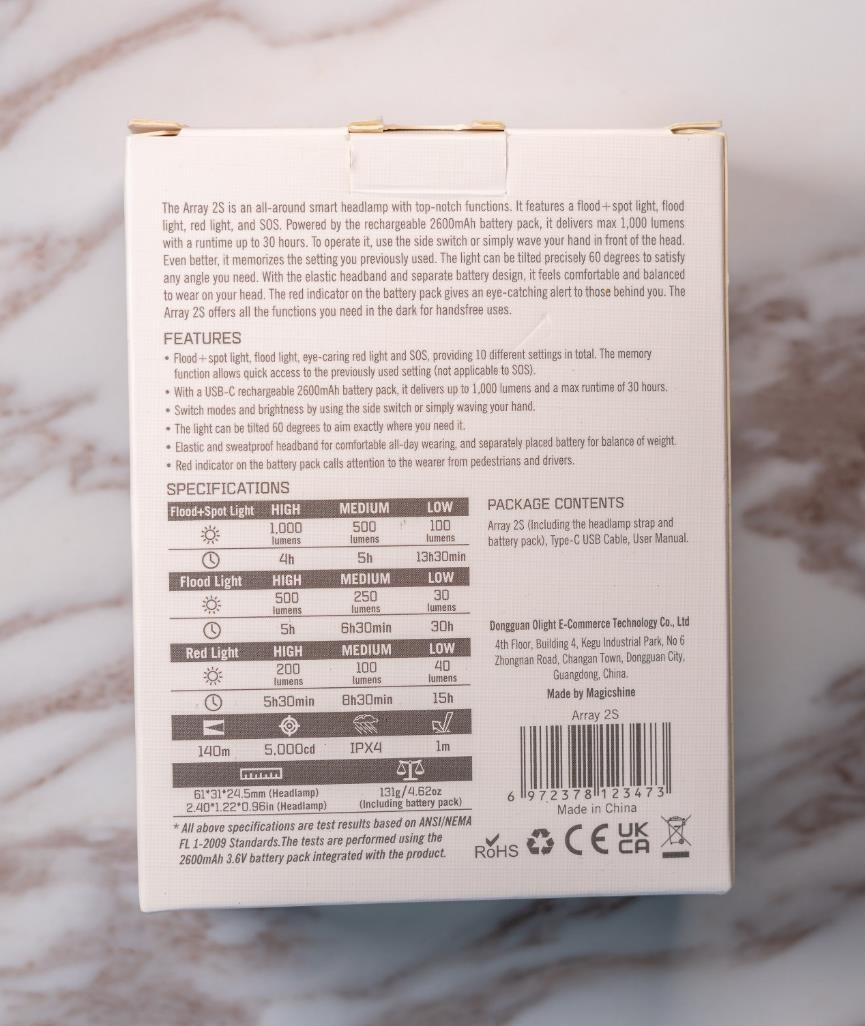 The Array 2S is an all-around smart headlamp with top-notch functions. It features a flood+spot light, flood
light, red light, and SOS. Powered by the rechargeable 2600mAh battery pack, it delivers max 1,000 lumens
with a runtime up to 30 hours. To operate it, use the side switch or simply wave your hand in front of the head.
Even better, it memorizes the setting you previously used. The light can be tilted precisely 60 degrees to satisfy
any angle you need. With the elastic headband and separate battery design, it feels comfortable and balanced
to wear on your head. The red indicator on the battery pack gives an eye-catching alert to those behind you. The
Array 2S offers all the functions you need in the dark for handsfree uses.
FEATURES
• Flood+spot light, flood light, eye-caring red light and SOS, providing 10 different settings in total. The memory
function allows quick access to the previously used setting (not applicable to SOS).
• With a USB-C rechargeable 2600mAh battery pack, it delivers up to 1,000 lumens and a max runtime of 30 hours.
• Switch modes and brightness by using the side switch or simply waving your hand.
• The light can be tilted 60 degrees to aim exactly where you need it.
• Elastic and sweatproof headband for comfortable all-day wearing, and separately placed battery for balance of weight.
• Red indicator on the battery pack calls attention to the wearer from pedestrians and drivers.
SPECIFICATIONS
Flood+Spot Light HIGH MEDIUM LOW
1,000 500 100
lumens lumens lumens
4h 5h 13h30min
Flood Light HIGH MEDIUM LOW
500 250 30
lumens lumens lumens
5h 6h30min 30h
Red Light HIGH MEDIUM LOW
200 100 40
lumens lumens lumens
5h30min 8h30min 15h
140m 5,000cd IPX4 1m
61*31*24.5mm (Headlamp) 131g/4.62oz
2.40*1.22*0.96in (Headlamp) (Including battery pack)
* All above specifications are test results based on ANSI/NEMA
FL 1-2009 Standards.The tests are performed using the
2600mAh 3.6V battery pack integrated with the product.
PACKAGE CONTENTS
Array 2S (Including the headlamp strap and
battery pack), Type-C USB Cable, User Manual.
Dongguan Olight E-Commerce Technology Co., Ltd
4th Floor, Building 4, Kegu Industrial Park, No 6
Zhongnan Road, Changan Town, Dongguan City,
Guangdong, China.
Made by Magicshine
Array 2S
6 972378 123473
Made in China
RoHS CE UK
CA